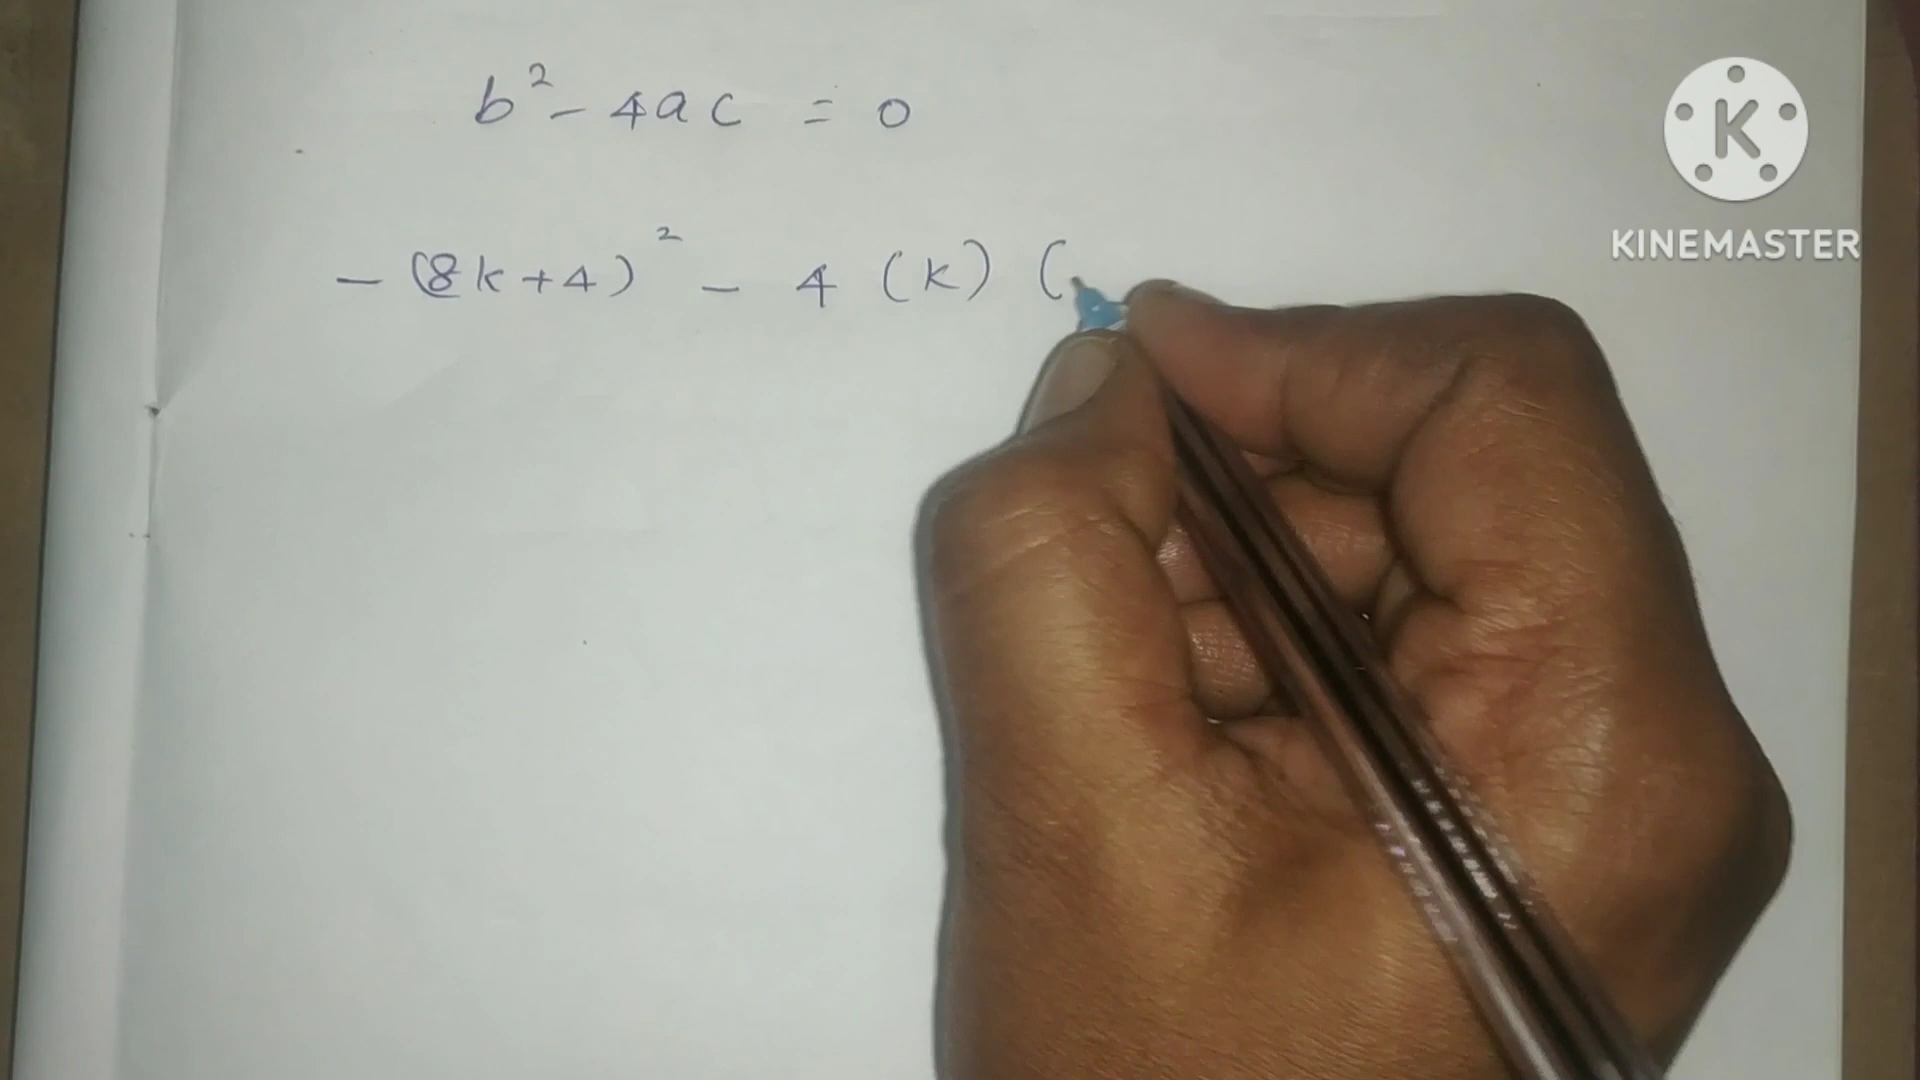 b² - 4ac = 0
K
KINEMASTER
- (8k+4)² - 4 (k) (